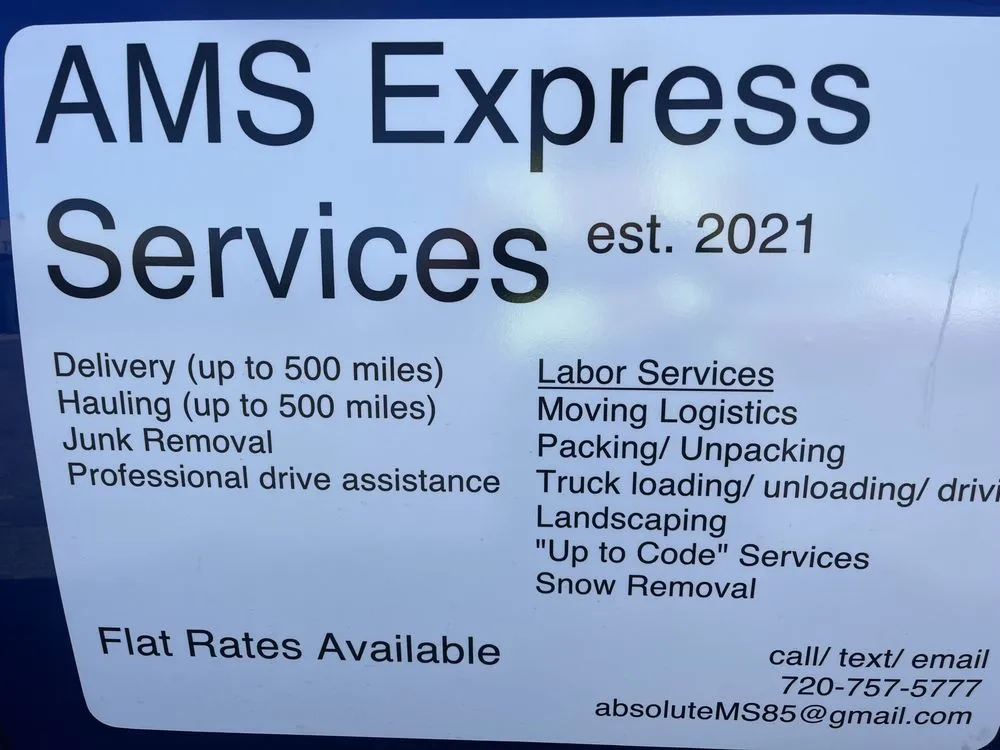 AMS Express
Services est. 2021
Delivery (up to 500 miles)
Hauling (up to 500 miles)
Junk Removal
Professional drive assistance
Labor Services
Moving Logistics
Packing/ Unpacking
Truck loading/ unloading/ drivi
Landscaping
"Up to Code" Services
Snow Removal
Flat Rates Available
call/ text/ email
720-757-5777
absoluteMS85@gmail.com